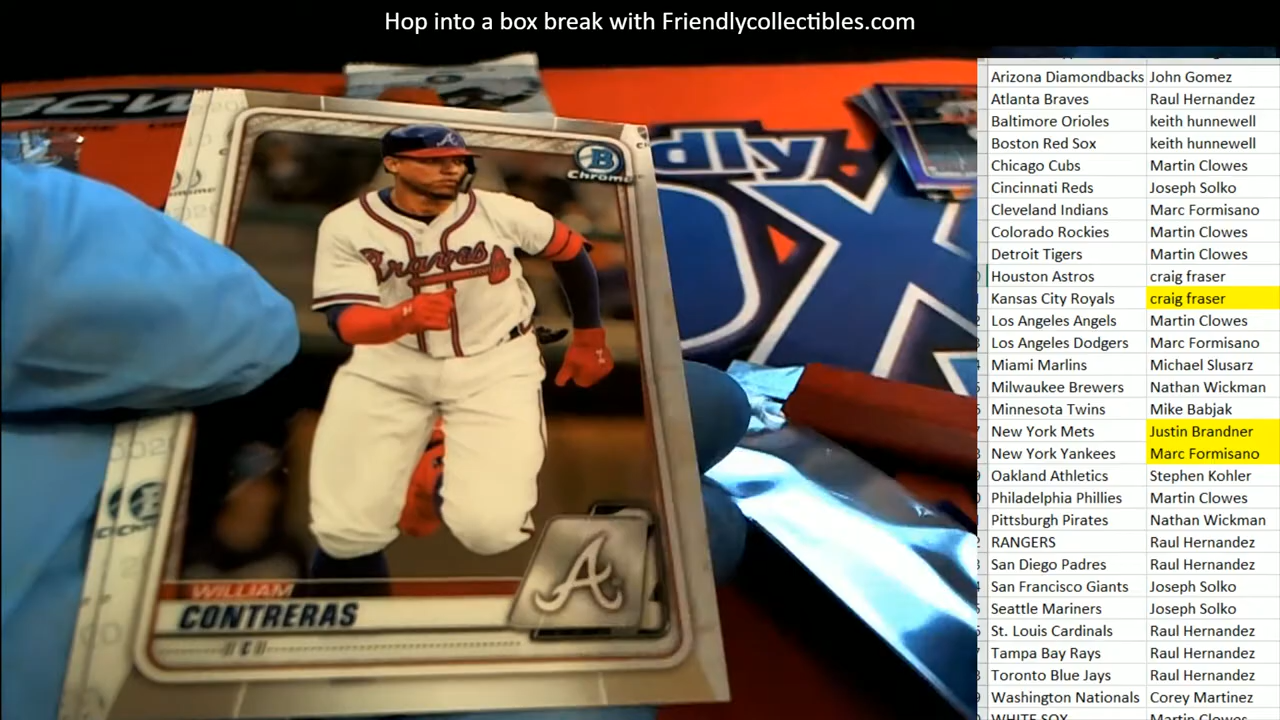 Hop into a box break with Friendlycollectibles.com
BCW
dly
OX
B
Chrome
Braves
A
WILLIAM
CONTRERAS
C
Arizona Diamondbacks John Gomez
Atlanta Braves Raul Hernandez
Baltimore Orioles keith hunnewell
Boston Red Sox keith hunnewell
Chicago Cubs Martin Clowes
Cincinnati Reds Joseph Solko
Cleveland Indians Marc Formisano
Colorado Rockies Martin Clowes
Detroit Tigers Martin Clowes
Houston Astros craig fraser
Kansas City Royals craig fraser
Los Angeles Angels Martin Clowes
Los Angeles Dodgers Marc Formisano
Miami Marlins Michael Slusarz
Milwaukee Brewers Nathan Wickman
Minnesota Twins Mike Babjak
New York Mets Justin Brandner
New York Yankees Marc Formisano
Oakland Athletics Stephen Kohler
Philadelphia Phillies Martin Clowes
Pittsburgh Pirates Nathan Wickman
RANGERS Raul Hernandez
San Diego Padres Raul Hernandez
San Francisco Giants Joseph Solko
Seattle Mariners Joseph Solko
St. Louis Cardinals Raul Hernandez
Tampa Bay Rays Raul Hernandez
Toronto Blue Jays Raul Hernandez
Washington Nationals Corey Martinez
WHITE SOX Martin Clowes